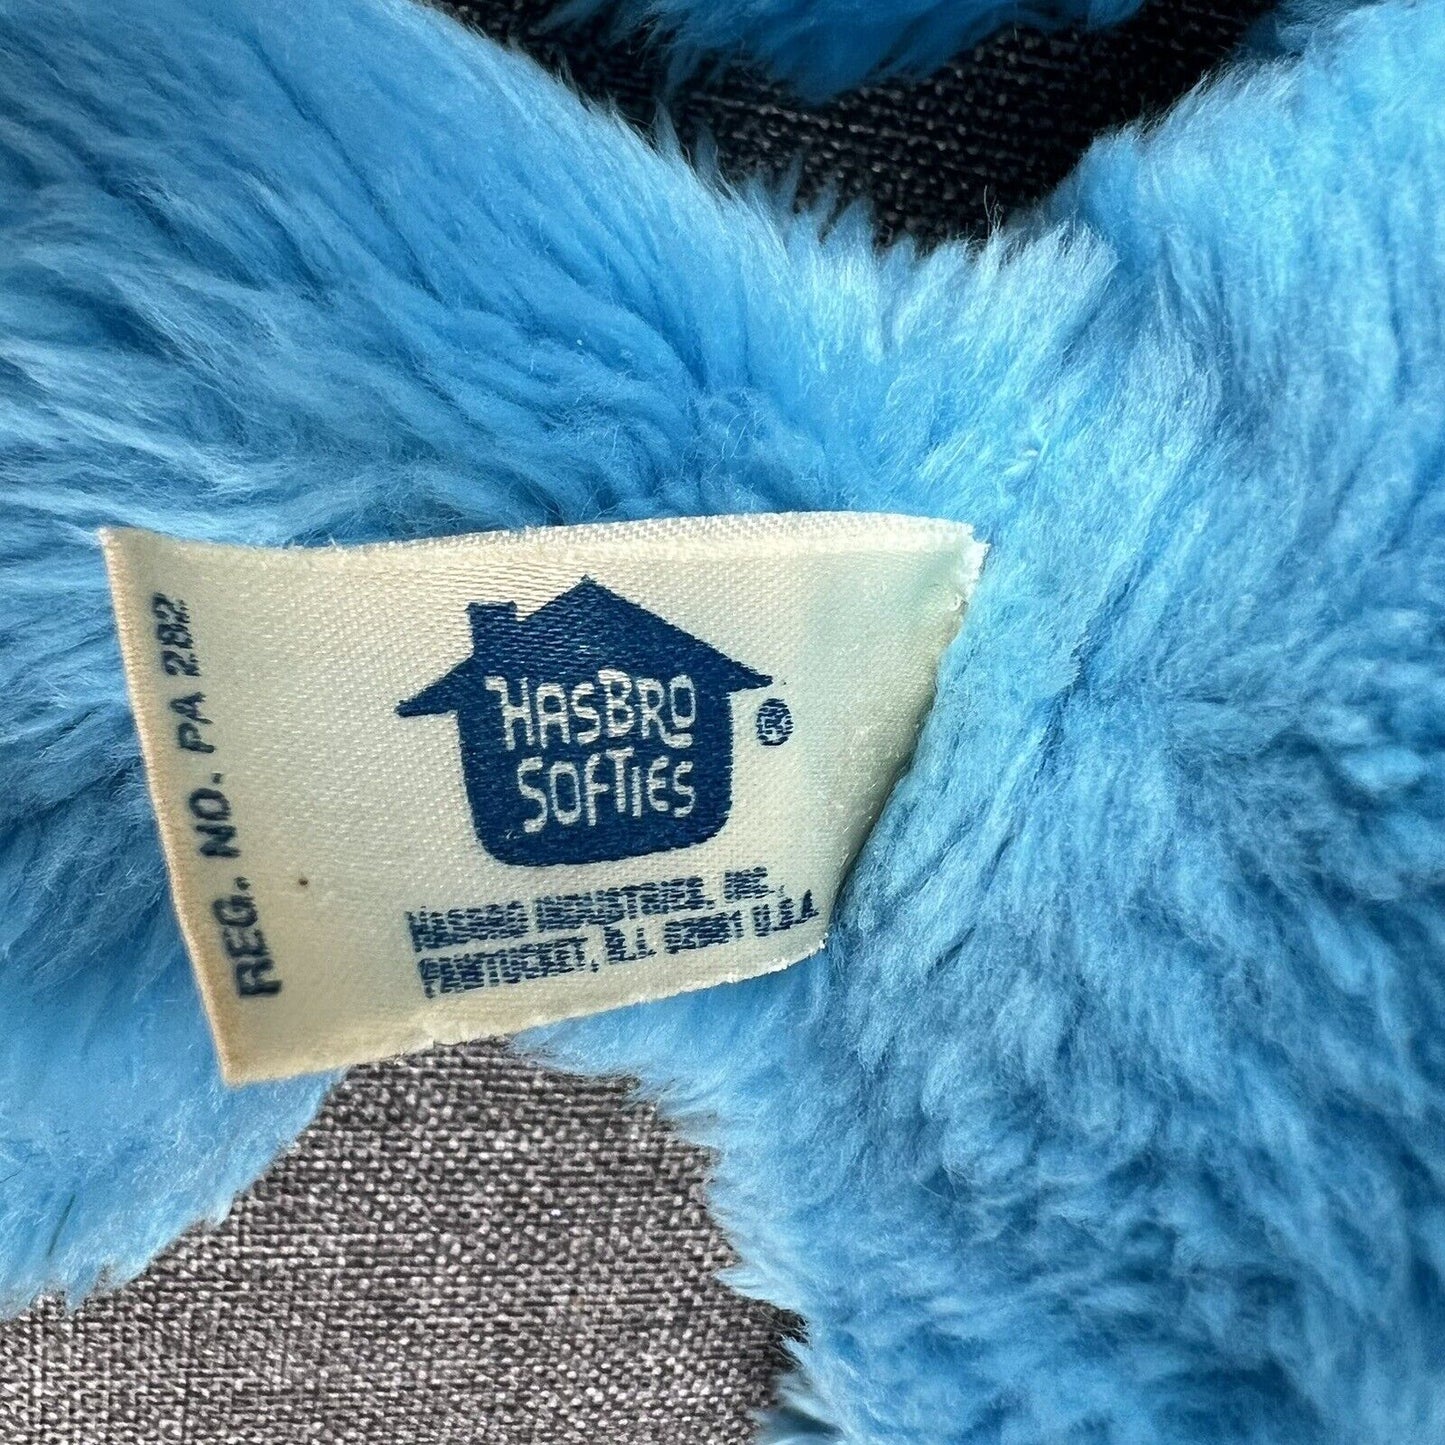 HASBRO
SOFTIES
®
HASBRO INDUSTRIES, INC.
PAWTUCKET, R.I. 02861 U.S.A.
REG. NO. PA 282